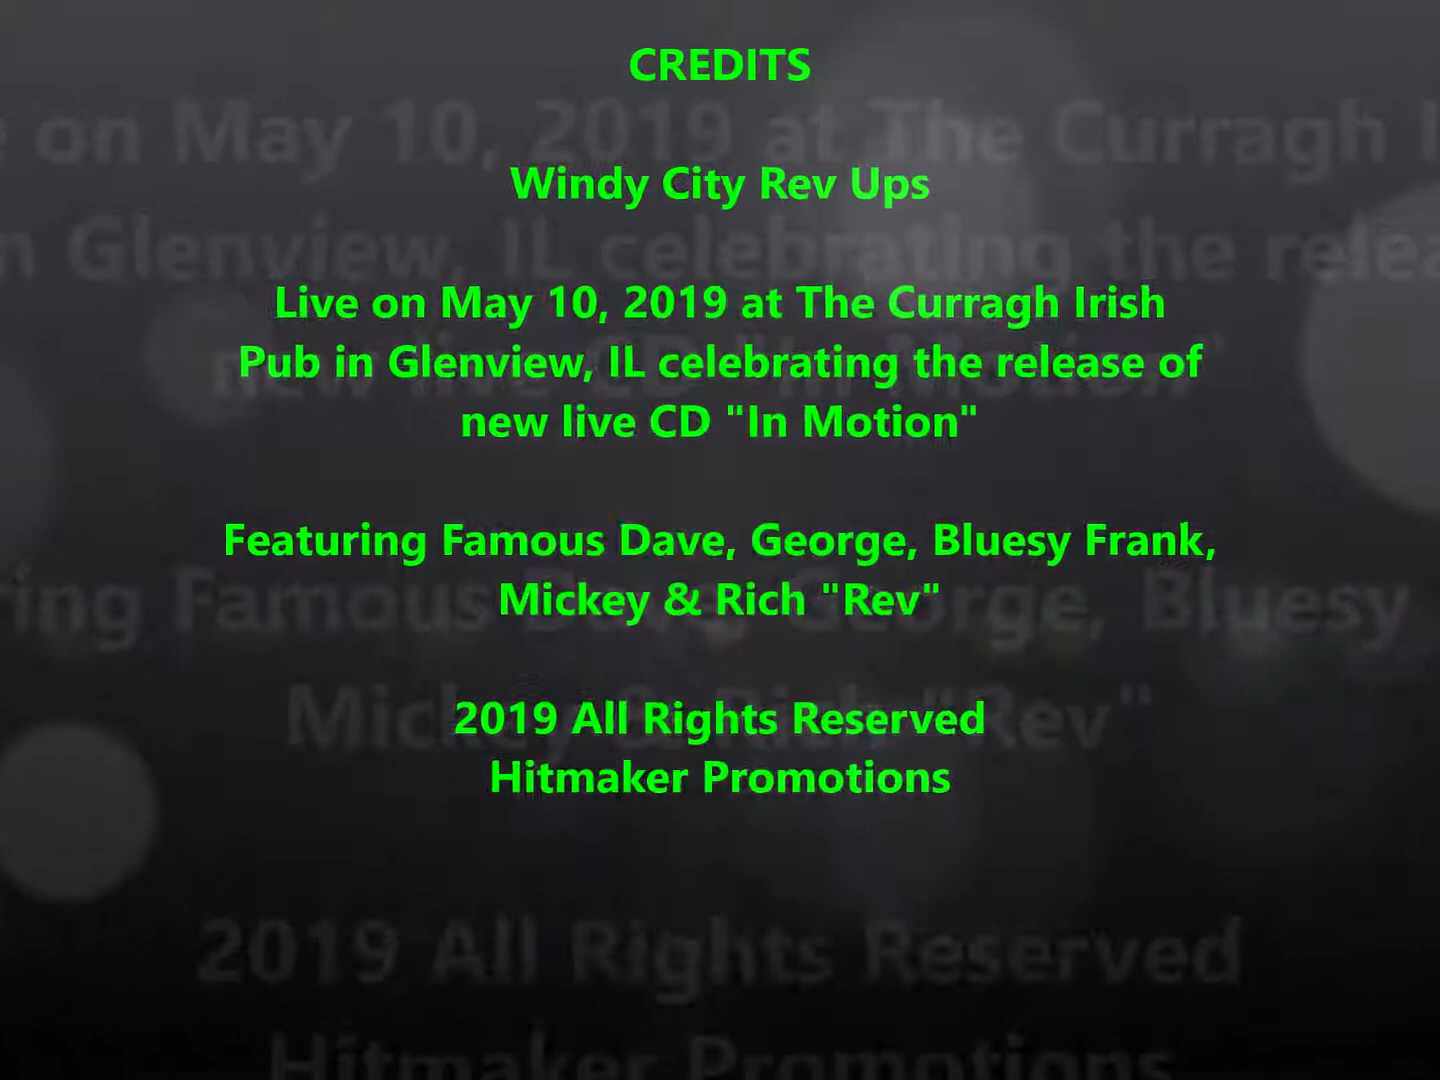 CREDITS
Windy City Rev Ups
Live on May 10, 2019 at The Curragh Irish
Pub in Glenview, IL celebrating the release of
new live CD "In Motion"
Featuring Famous Dave, George, Bluesy Frank,
Mickey & Rich "Rev"
2019 All Rights Reserved
Hitmaker Promotions